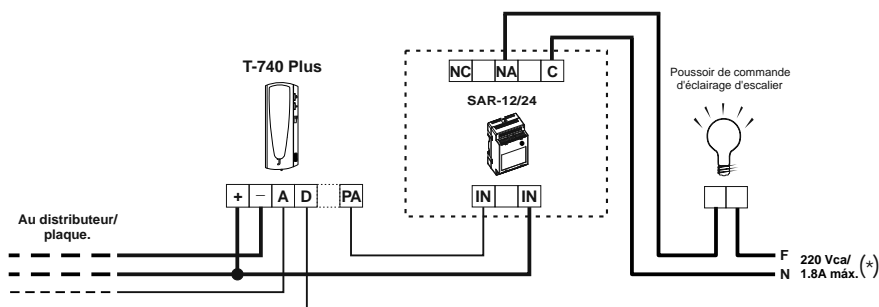 T-740 Plus
NC NA C
SAR-12/24
Poussoir de commande
d'éclairage d'escalier
+ – A D PA
IN IN
Au distributeur/
plaque.
F
N
220 Vca/
1.8A máx.
(*)